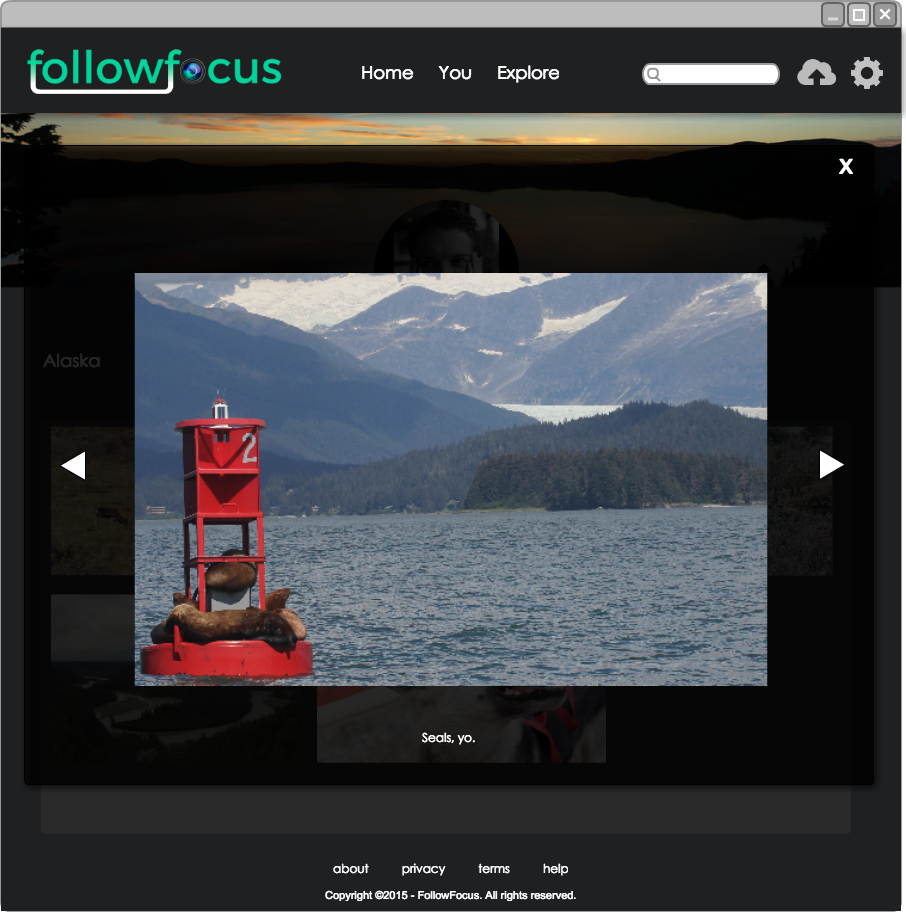 followfocus
Home You Explore
X
Alaska
2
Seals, yo.
about privacy terms help
Copyright ©2015 - FollowFocus. All rights reserved.